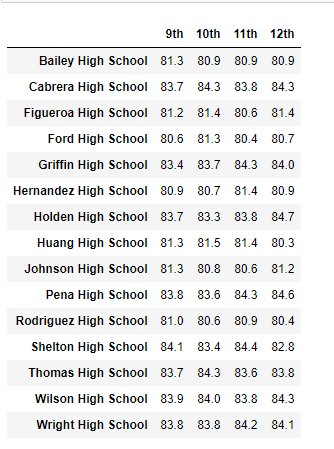 9th 10th 11th 12th
Bailey High School 81.3 80.9 80.9 80.9
Cabrera High School 83.7 84.3 83.8 84.3
Figueroa High School 81.2 81.4 80.6 81.4
Ford High School 80.6 81.3 80.4 80.7
Griffin High School 83.4 83.7 84.3 84.0
Hernandez High School 80.9 80.7 81.4 80.9
Holden High School 83.7 83.3 83.8 84.7
Huang High School 81.3 81.5 81.4 80.3
Johnson High School 81.3 80.8 80.6 81.2
Pena High School 83.8 83.6 84.3 84.6
Rodriguez High School 81.0 80.6 80.9 80.4
Shelton High School 84.1 83.4 84.4 82.8
Thomas High School 83.7 84.3 83.6 83.8
Wilson High School 83.9 84.0 83.8 84.3
Wright High School 83.8 83.8 84.2 84.1